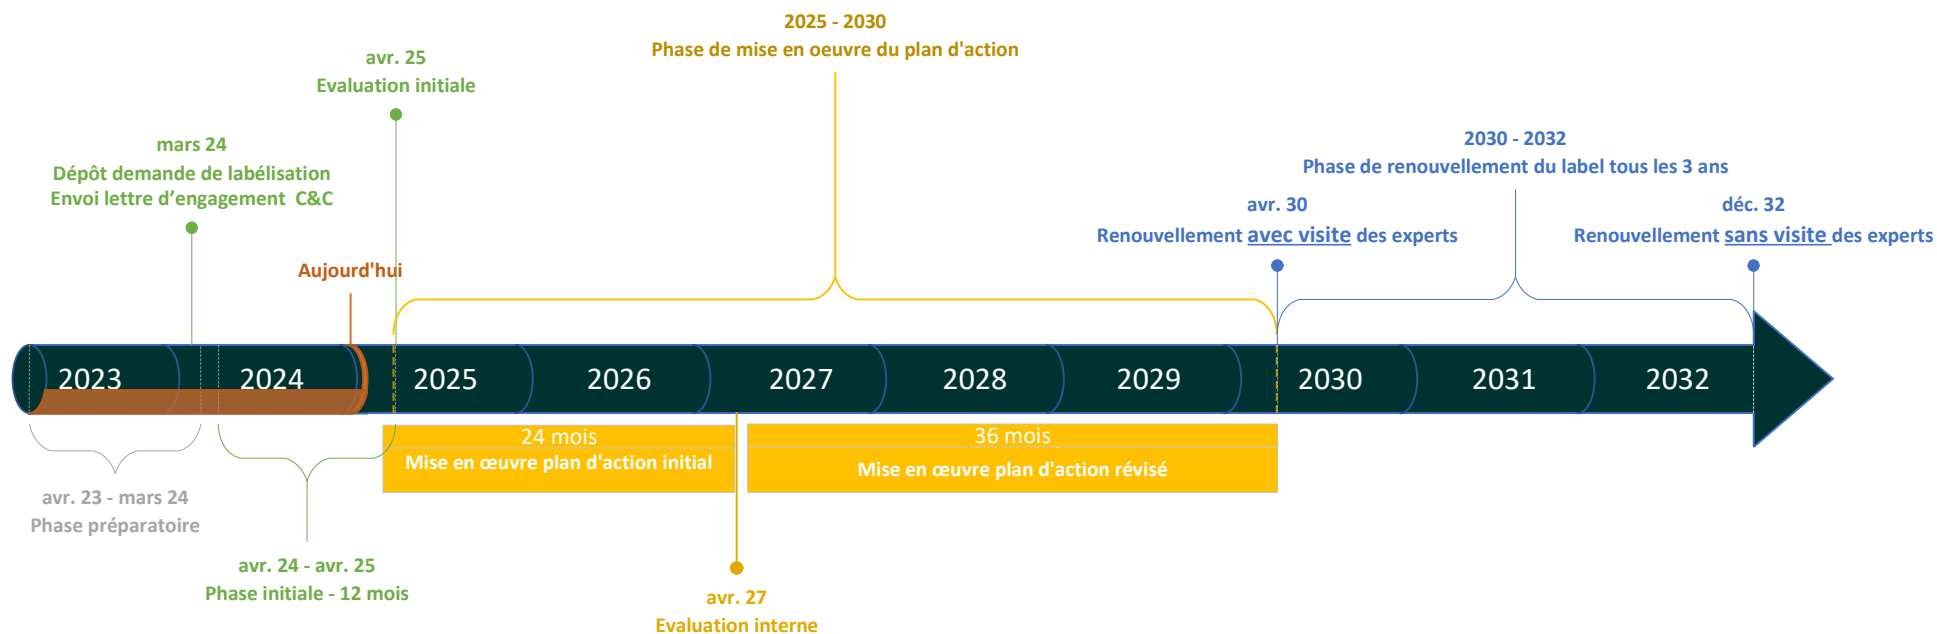 2025 - 2030
Phase de mise en oeuvre du plan d'action
avr. 25
Evaluation initiale
mars 24
Dépôt demande de labélisation
Envoi lettre d’engagement  C&C
2030 - 2032
Phase de renouvellement du label tous les 3 ans
avr. 30
Renouvellement avec visite des experts
déc. 32
Renouvellement sans visite des experts
Aujourd'hui
2023
2024
2025
2026
2027
2028
2029
2030
2031
2032
24 mois
Mise en œuvre plan d'action initial
36 mois
Mise en œuvre plan d'action révisé
avr. 23 - mars 24
Phase préparatoire
avr. 24 - avr. 25
Phase initiale - 12 mois
avr. 27
Evaluation interne